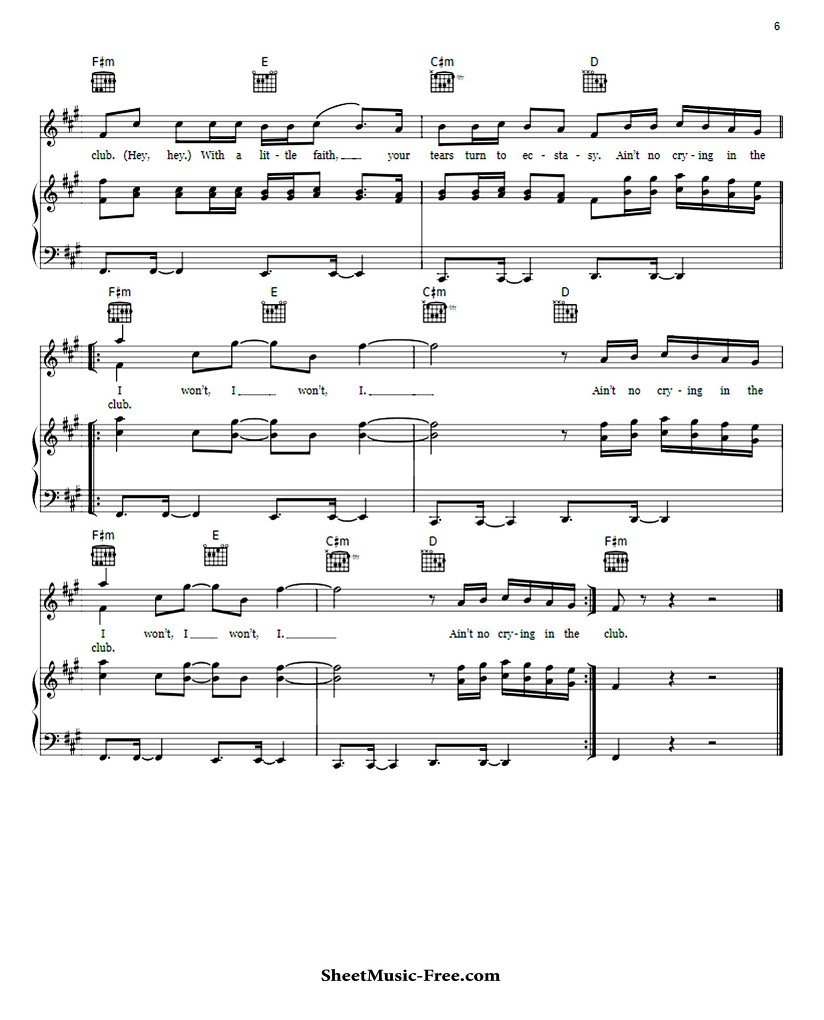 6
F♯m E C♯m D
club. (Hey, hey.) With a lit - tle faith, your tears turn to ec - sta - sy. Ain't no cry - ing in the
F♯m E C♯m D
I won't, I won't, I. Ain't no cry - ing in the
club.
F♯m E C♯m D F♯m
I won't, I won't, I. Ain't no cry - ing in the club.
club.
SheetMusic-Free.com